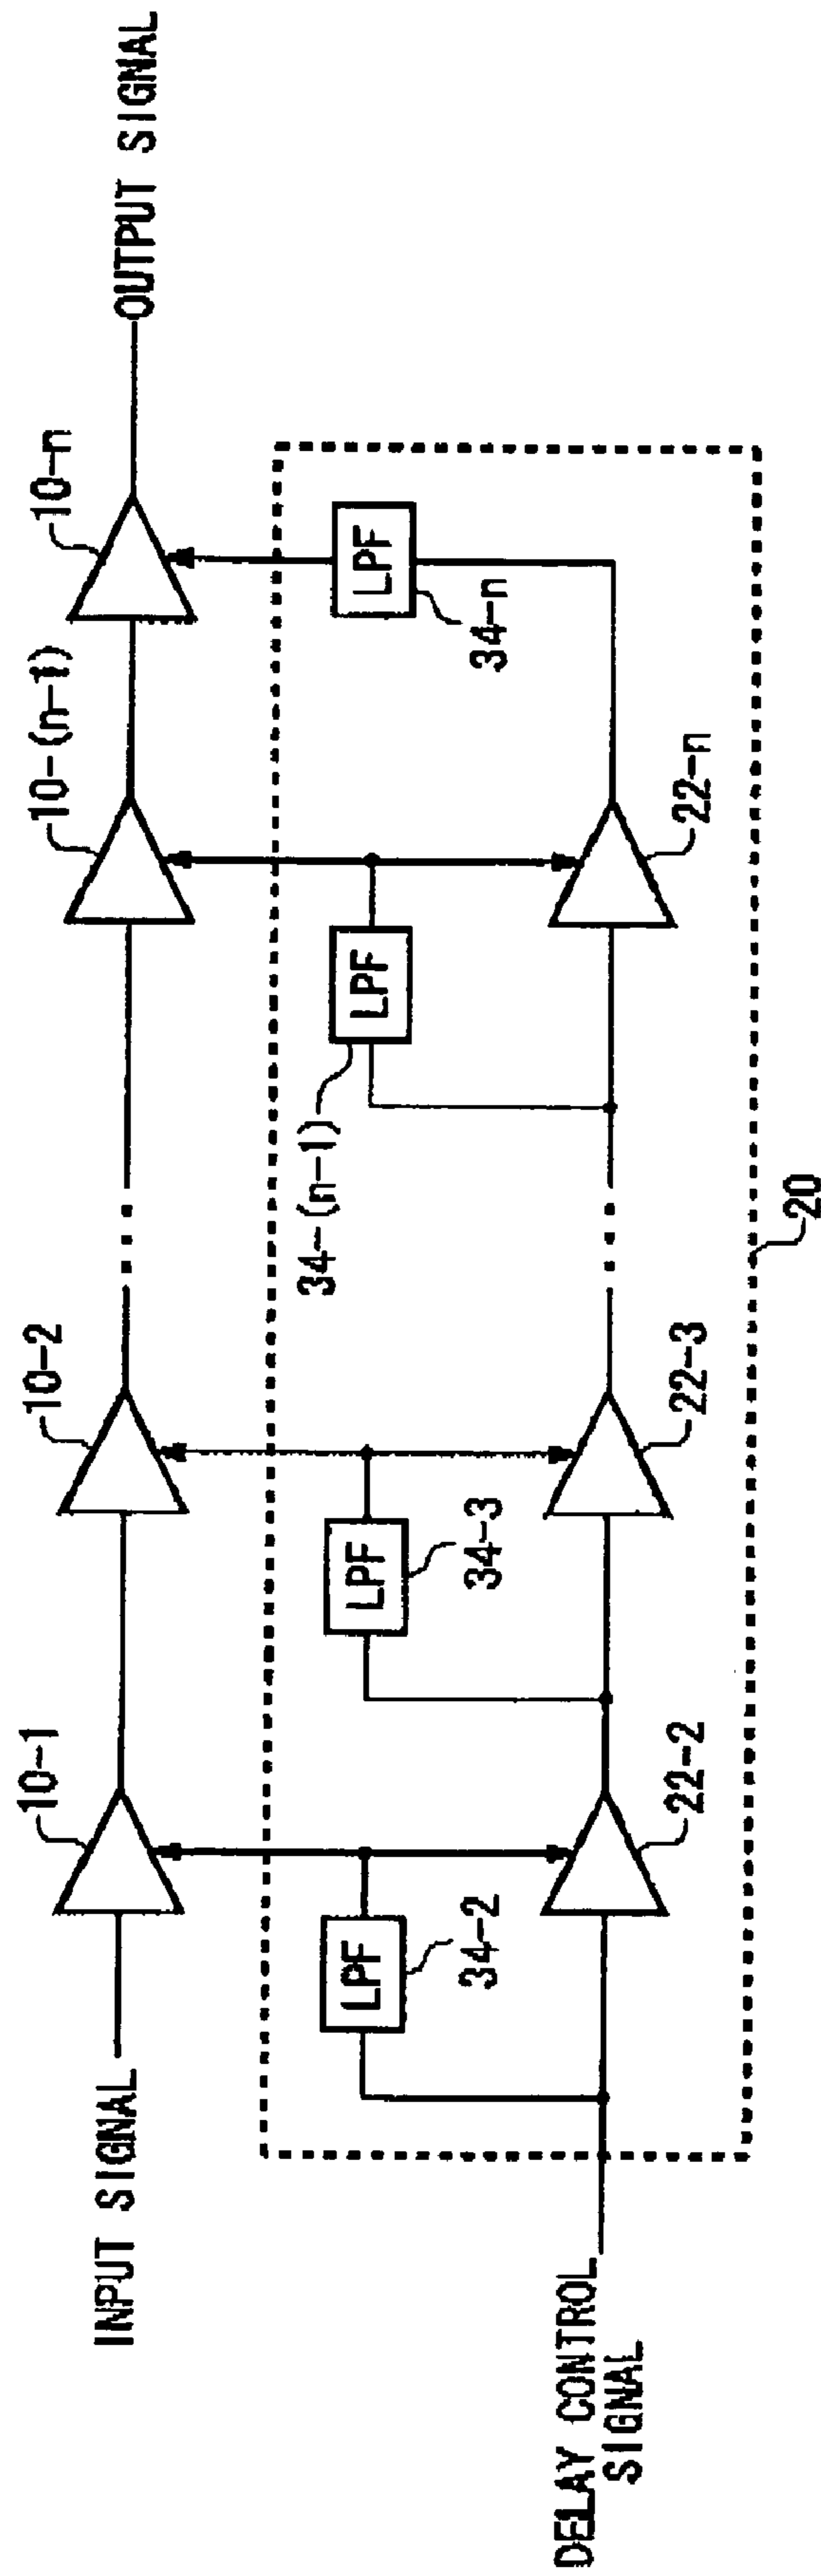 INPUT SIGNAL
10-1
10-2
10-(n-1)
10-n
OUTPUT SIGNAL
LPF
34-2
LPF
34-3
34-(n-1)
LPF
LPF
34-n
DELAY CONTROL
SIGNAL
22-2
22-3
22-n
20